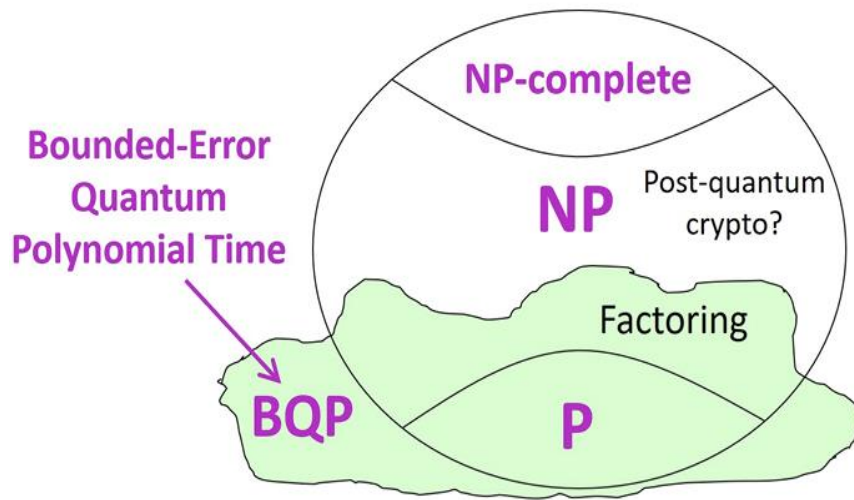 NP-complete
Bounded-Error
Quantum
Polynomial Time
NP
Post-quantum
crypto?
Factoring
BQP
P